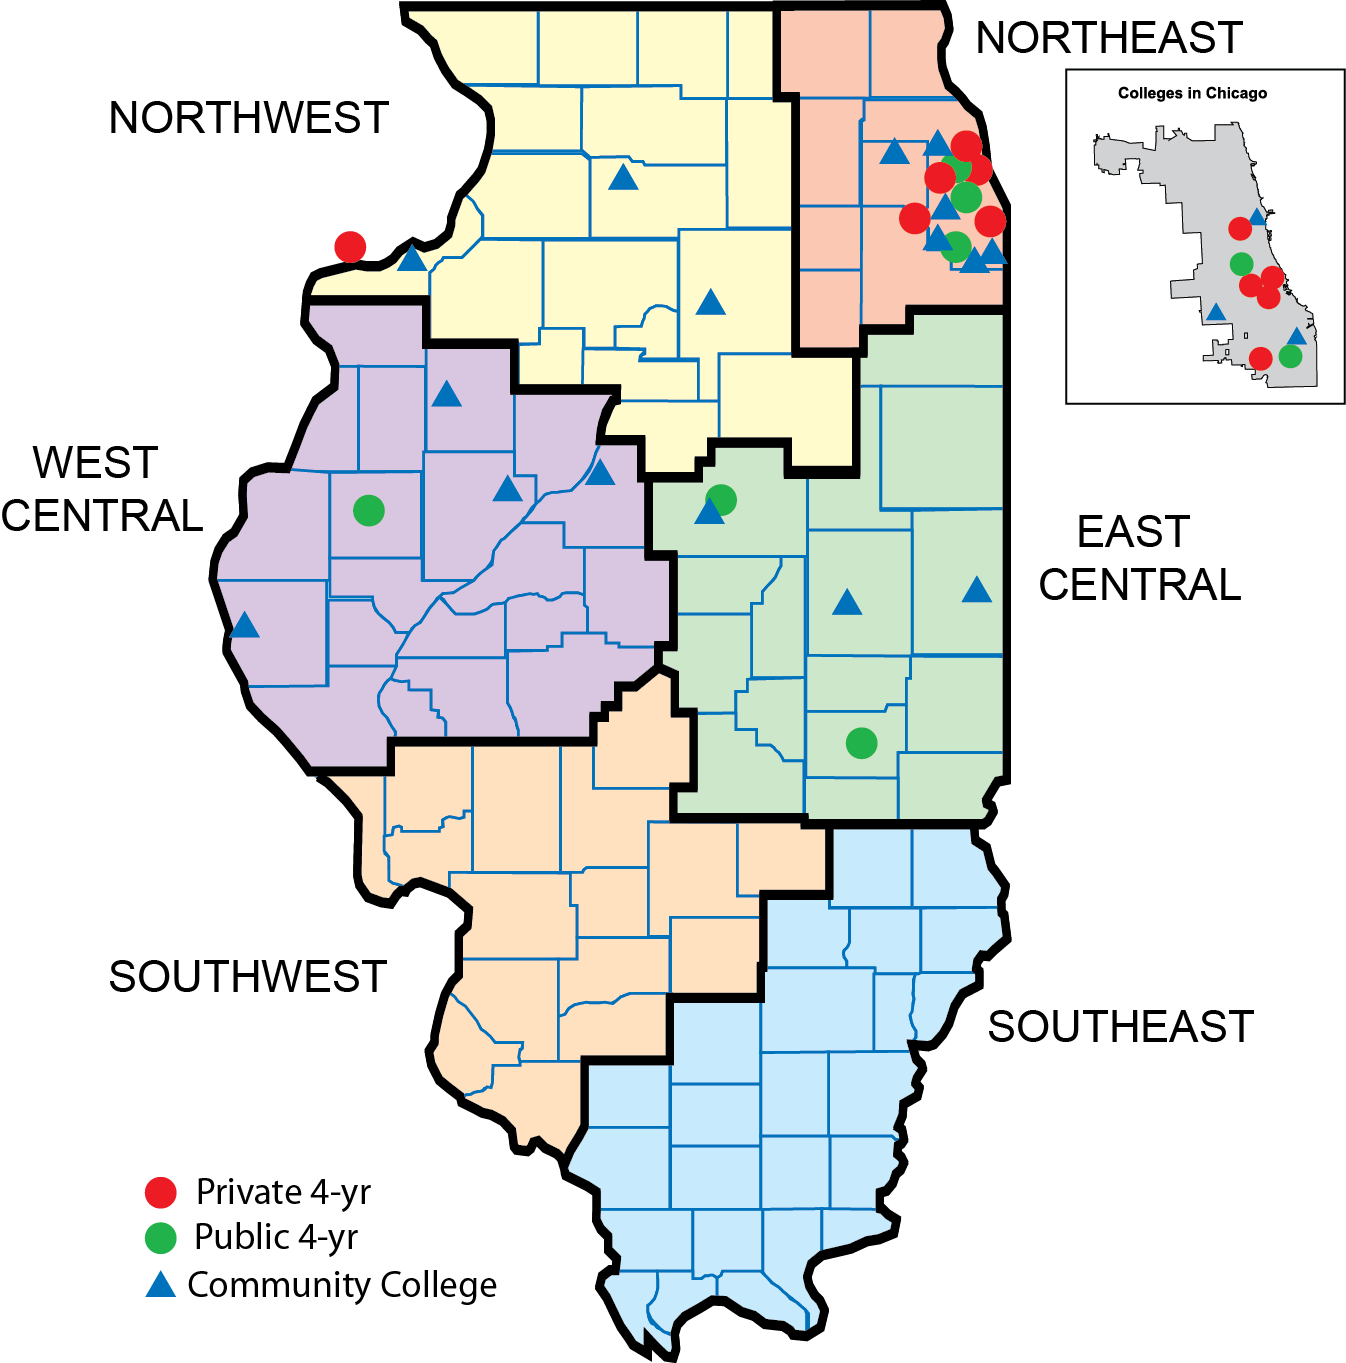 NORTHEAST
Colleges in Chicago
NORTHWEST
WEST
CENTRAL
EAST
CENTRAL
SOUTHWEST
SOUTHEAST
Private 4-yr
Public 4-yr
Community College